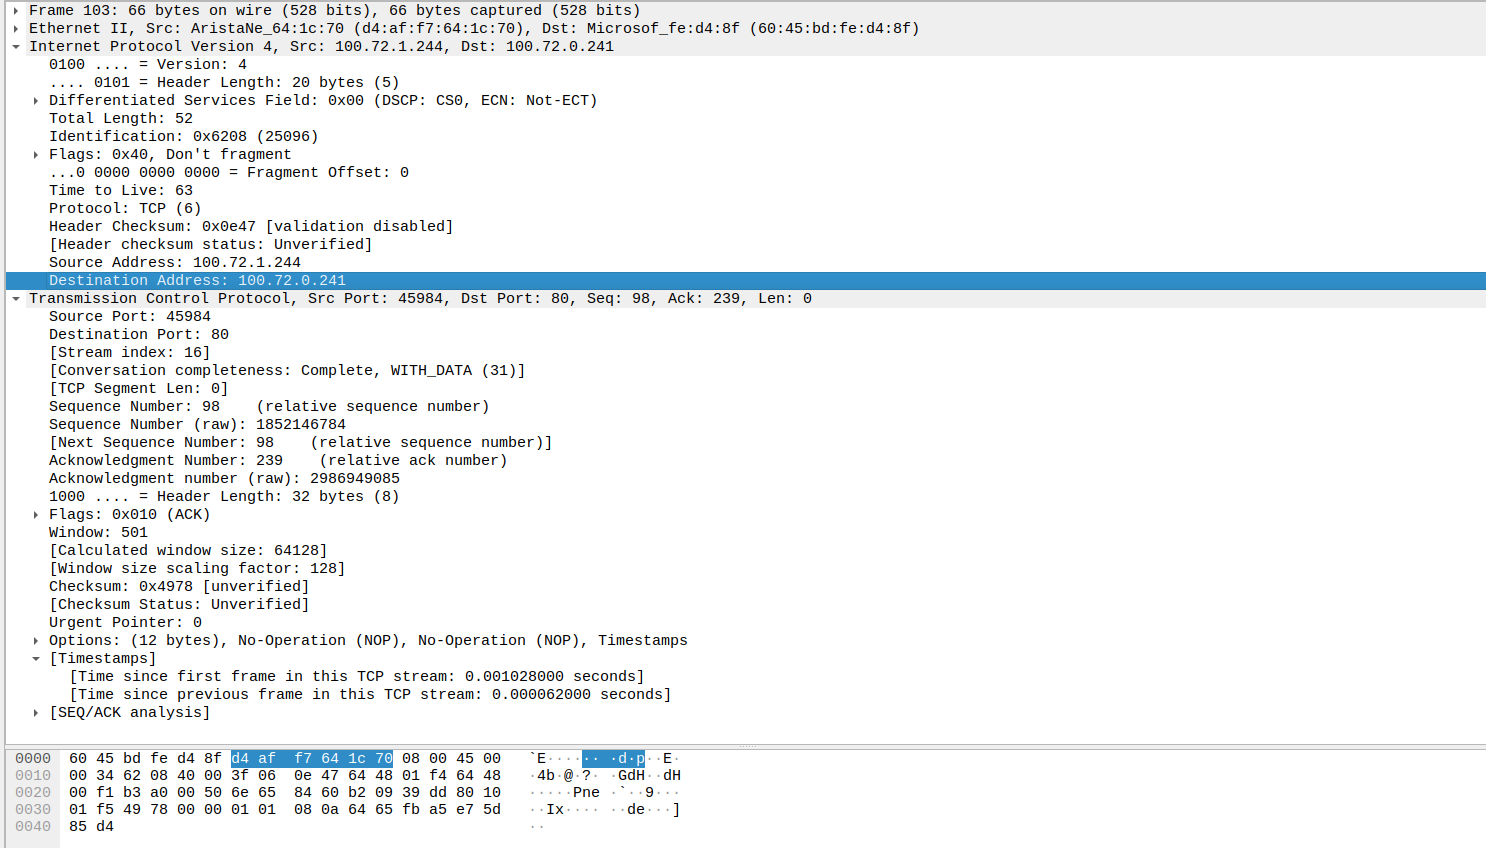 Frame 103: 66 bytes on wire (528 bits), 66 bytes captured (528 bits)
Ethernet II, Src: AristaNe_64:1c:70 (d4:af:f7:64:1c:70), Dst: Microsof_fe:d4:8f (60:45:bd:fe:d4:8f)
Internet Protocol Version 4, Src: 100.72.1.244, Dst: 100.72.0.241
0100 .... = Version: 4
.... 0101 = Header Length: 20 bytes (5)
Differentiated Services Field: 0x00 (DSCP: CS0, ECN: Not-ECT)
Total Length: 52
Identification: 0x6208 (25096)
Flags: 0x40, Don't fragment
...0 0000 0000 0000 = Fragment Offset: 0
Time to Live: 63
Protocol: TCP (6)
Header Checksum: 0x0e47 [validation disabled]
[Header checksum status: Unverified]
Source Address: 100.72.1.244
Destination Address: 100.72.0.241
Transmission Control Protocol, Src Port: 45984, Dst Port: 80, Seq: 98, Ack: 239, Len: 0
Source Port: 45984
Destination Port: 80
[Stream index: 16]
[Conversation completeness: Complete, WITH_DATA (31)]
[TCP Segment Len: 0]
Sequence Number: 98    (relative sequence number)
Sequence Number (raw): 1852146784
[Next Sequence Number: 98    (relative sequence number)]
Acknowledgment Number: 239    (relative ack number)
Acknowledgment number (raw): 2986949085
1000 .... = Header Length: 32 bytes (8)
Flags: 0x010 (ACK)
Window: 501
[Calculated window size: 64128]
[Window size scaling factor: 128]
Checksum: 0x4978 [unverified]
[Checksum Status: Unverified]
Urgent Pointer: 0
Options: (12 bytes), No-Operation (NOP), No-Operation (NOP), Timestamps
[Timestamps]
[Time since first frame in this TCP stream: 0.001028000 seconds]
[Time since previous frame in this TCP stream: 0.000062000 seconds]
[SEQ/ACK analysis]
0000 60 45 bd fe d4 8f d4 af  f7 64 1c 70 08 00 45 00 `E······ ·d·p··E·
0010 00 34 62 08 40 00 3f 06  0e 47 64 48 01 f4 64 48 ·4b·@·?· ·GdH··dH
0020 00 f1 b3 a0 00 50 6e 65  84 60 b2 09 39 dd 80 10 ·····Pne ·`··9···
0030 01 f5 49 78 00 00 01 01  08 0a 64 65 fb a5 e7 5d ··Ix···· ··de···]
0040 85 d4 ··